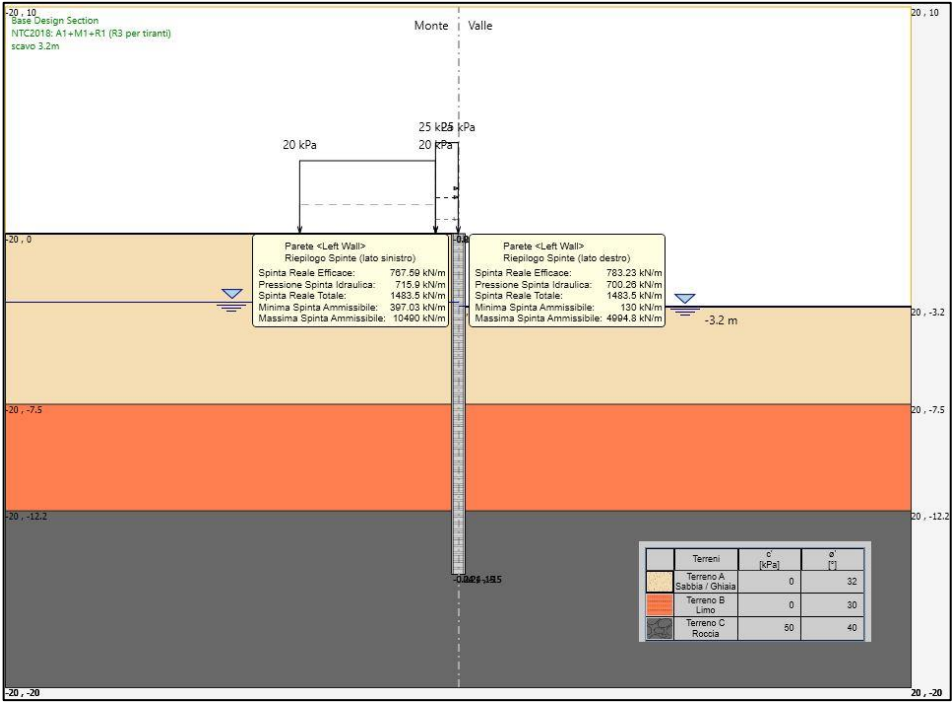 -20 , 10
20 , 10
Base Design Section
NTC2018: A1+M1+R1 (R3 per tiranti)
scavo 3.2m
Monte
Valle
25 kPa
25 kPa
20 kPa
20 kPa
-20 , 0
Parete <Left Wall>
Riepilogo Spinte (lato sinistro)
Spinta Reale Efficace: 767.59 kN/m
Pressione Spinta Idraulica: 715.9 kN/m
Spinta Reale Totale: 1483.5 kN/m
Minima Spinta Ammissibile: 397.03 kN/m
Massima Spinta Ammissibile: 10490 kN/m
Parete <Left Wall>
Riepilogo Spinte (lato destro)
Spinta Reale Efficace: 783.23 kN/m
Pressione Spinta Idraulica: 700.26 kN/m
Spinta Reale Totale: 1483.5 kN/m
Minima Spinta Ammissibile: 130 kN/m
Massima Spinta Ammissibile: 4994.8 kN/m
-3.2 m
20 , -3.2
-20 , -7.5
20 , -7.5
-20 , -12.2
20 , -12.2
Terreni c' [kPa] ø' [°]
Terreno A Sabbia / Ghiaia 0 32
Terreno B Limo 0 30
Terreno C Roccia 50 40
-20 , -20
20 , -20